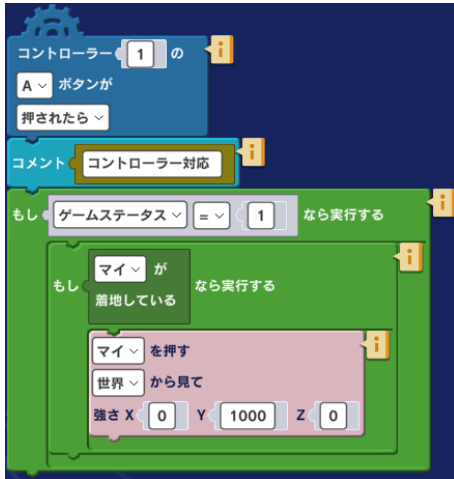 コントローラー 1 の
A ボタンが
押されたら
コメント コントローラー対応
もし ゲームステータス = 1 なら実行する
もし マイ が
着地している なら実行する
マイ を押す
世界 から見て
強さ X 0 Y 1000 Z 0